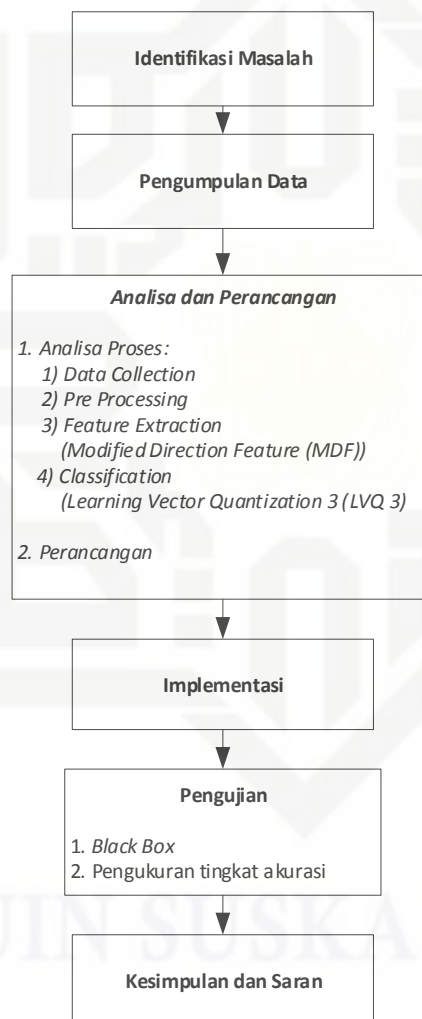 Identifikasi Masalah
Pengumpulan Data
Analisa dan Perancangan
1. Analisa Proses:
1) Data Collection
2) Pre Processing
3) Feature Extraction
(Modified Direction Feature (MDF))
4) Classification
(Learning Vector Quantization 3 (LVQ 3)
2. Perancangan
Implementasi
Pengujian
1. Black Box
2. Pengukuran tingkat akurasi
UIN SUSKA
Kesimpulan dan Saran